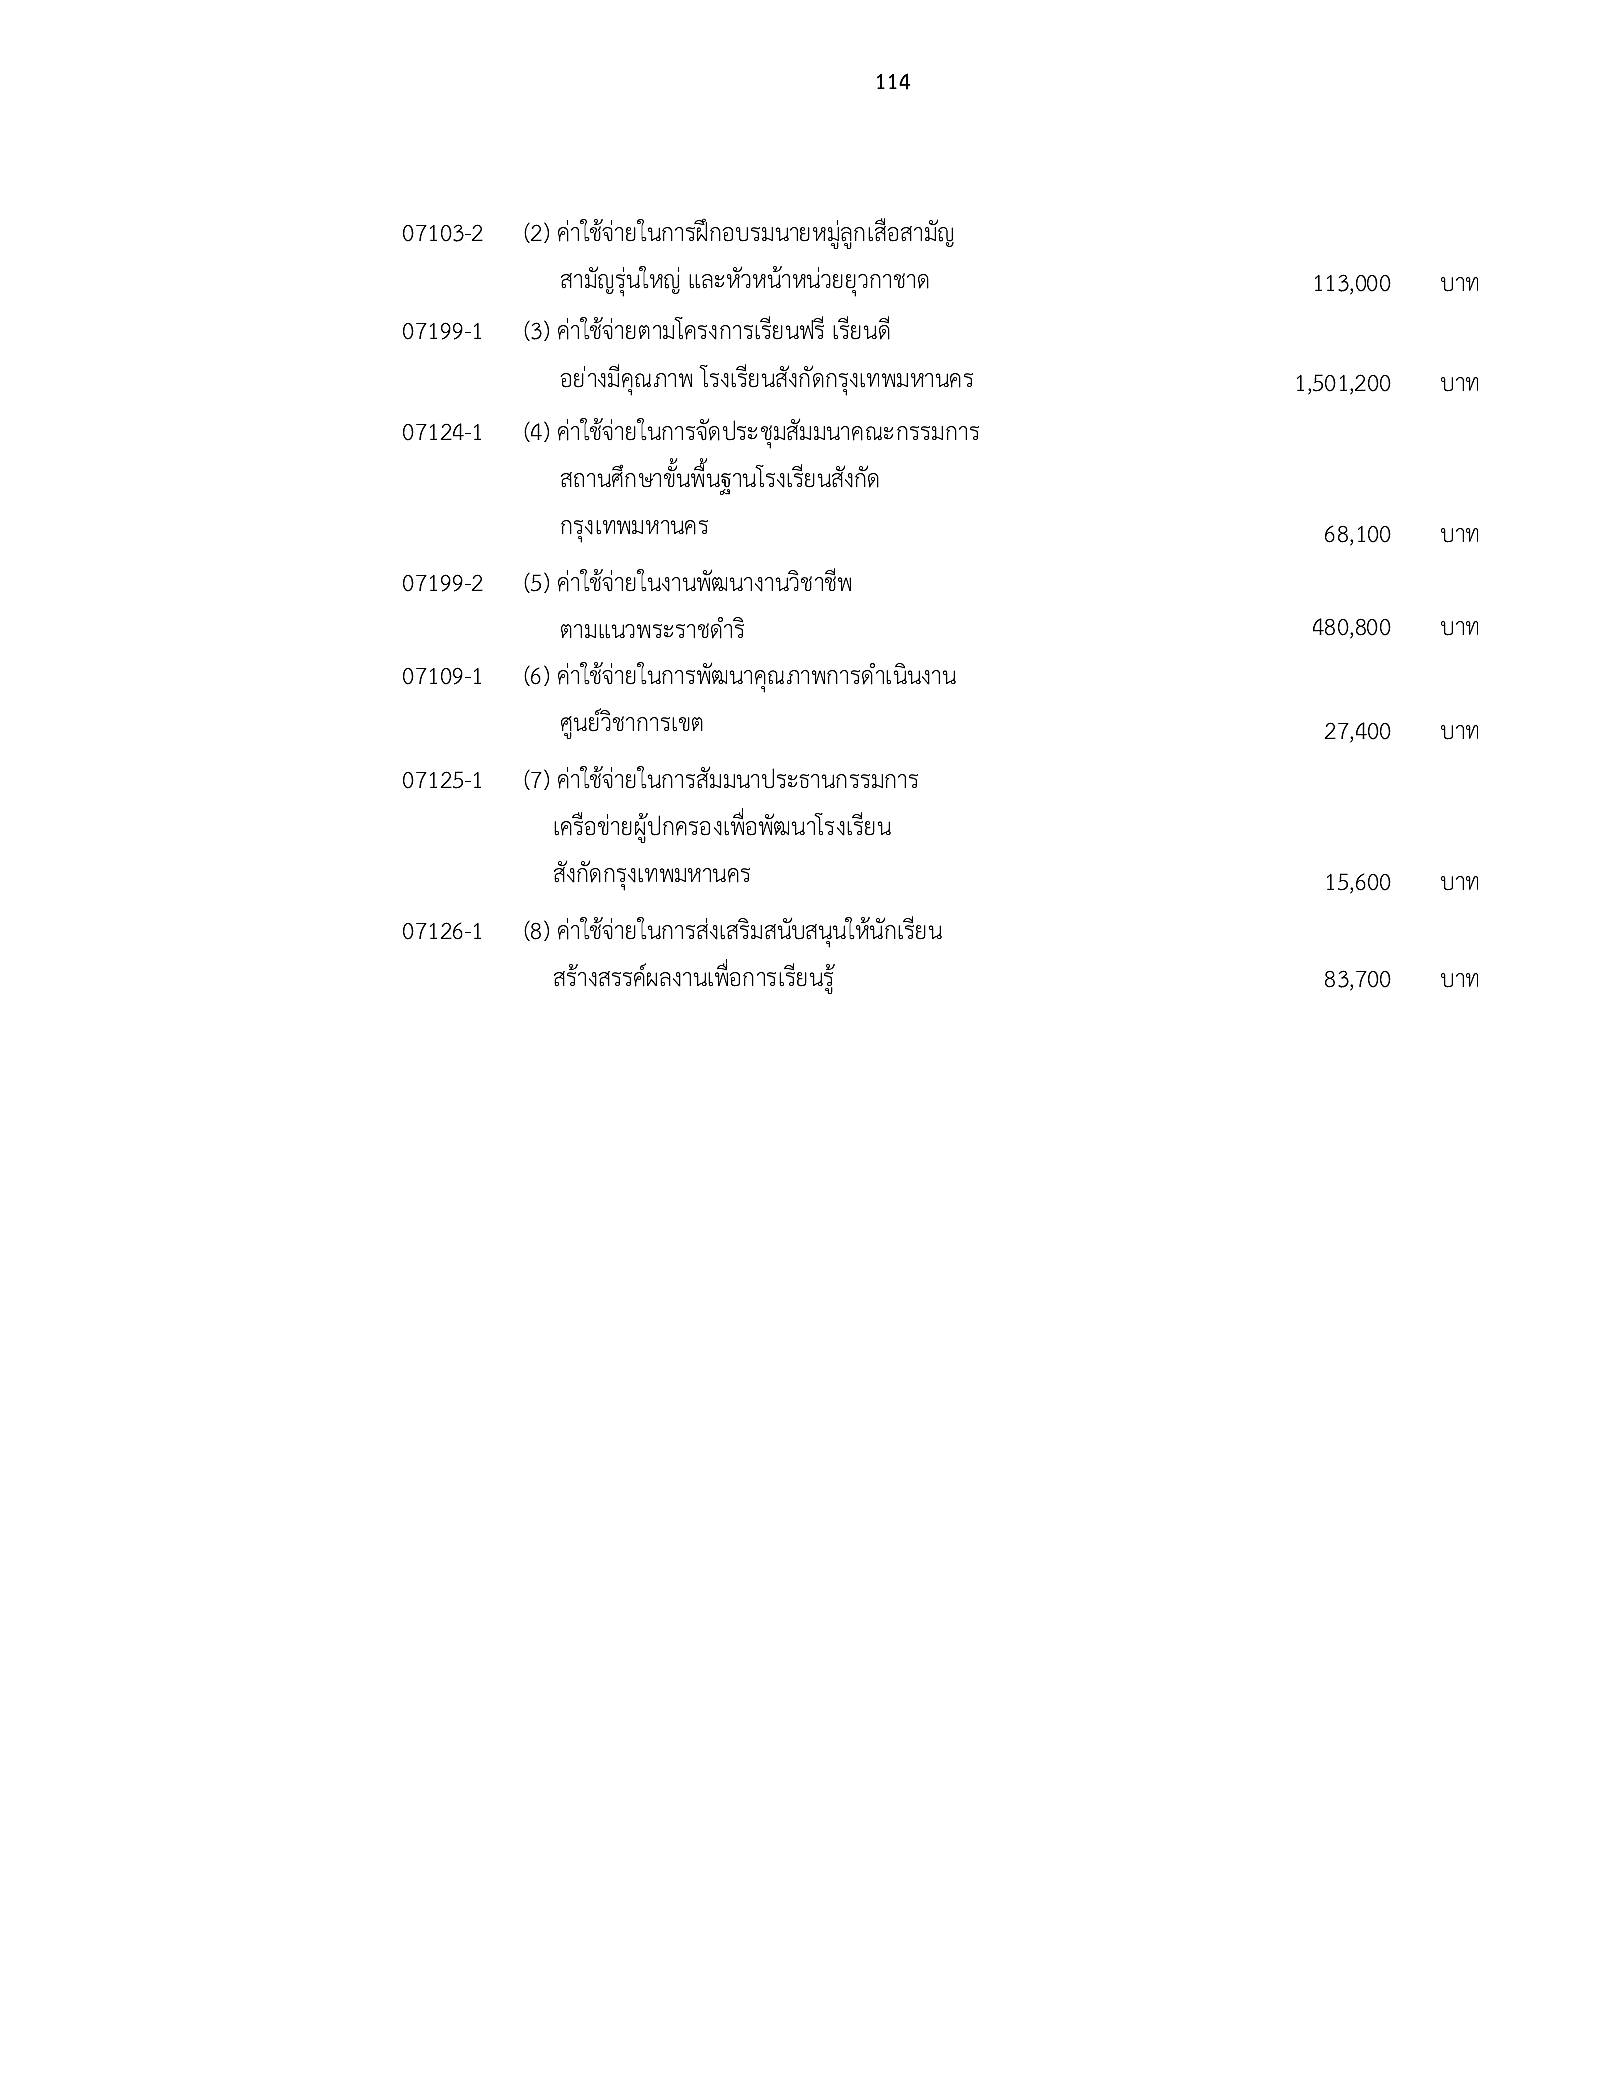 114
07103-2 (2) ค่าใช้จ่ายในการฝึกอบรมนายหมู่ลูกเสือสามัญ
สามัญรุ่นใหญ่ และหัวหน้าหน่วยยุวกาชาด 113,000 บาท
07199-1 (3) ค่าใช้จ่ายตามโครงการเรียนฟรี เรียนดี
อย่างมีคุณภาพ โรงเรียนสังกัดกรุงเทพมหานคร 1,501,200 บาท
07124-1 (4) ค่าใช้จ่ายในการจัดประชุมสัมมนาคณะกรรมการ
สถานศึกษาขั้นพื้นฐานโรงเรียนสังกัด
กรุงเทพมหานคร 68,100 บาท
07199-2 (5) ค่าใช้จ่ายในงานพัฒนางานวิชาชีพ
ตามแนวพระราชดำริ 480,800 บาท
07109-1 (6) ค่าใช้จ่ายในการพัฒนาคุณภาพการดำเนินงาน
ศูนย์วิชาการเขต 27,400 บาท
07125-1 (7) ค่าใช้จ่ายในการสัมมนาประธานกรรมการ
เครือข่ายผู้ปกครองเพื่อพัฒนาโรงเรียน
สังกัดกรุงเทพมหานคร 15,600 บาท
07126-1 (8) ค่าใช้จ่ายในการส่งเสริมสนับสนุนให้นักเรียน
สร้างสรรค์ผลงานเพื่อการเรียนรู้ 83,700 บาท